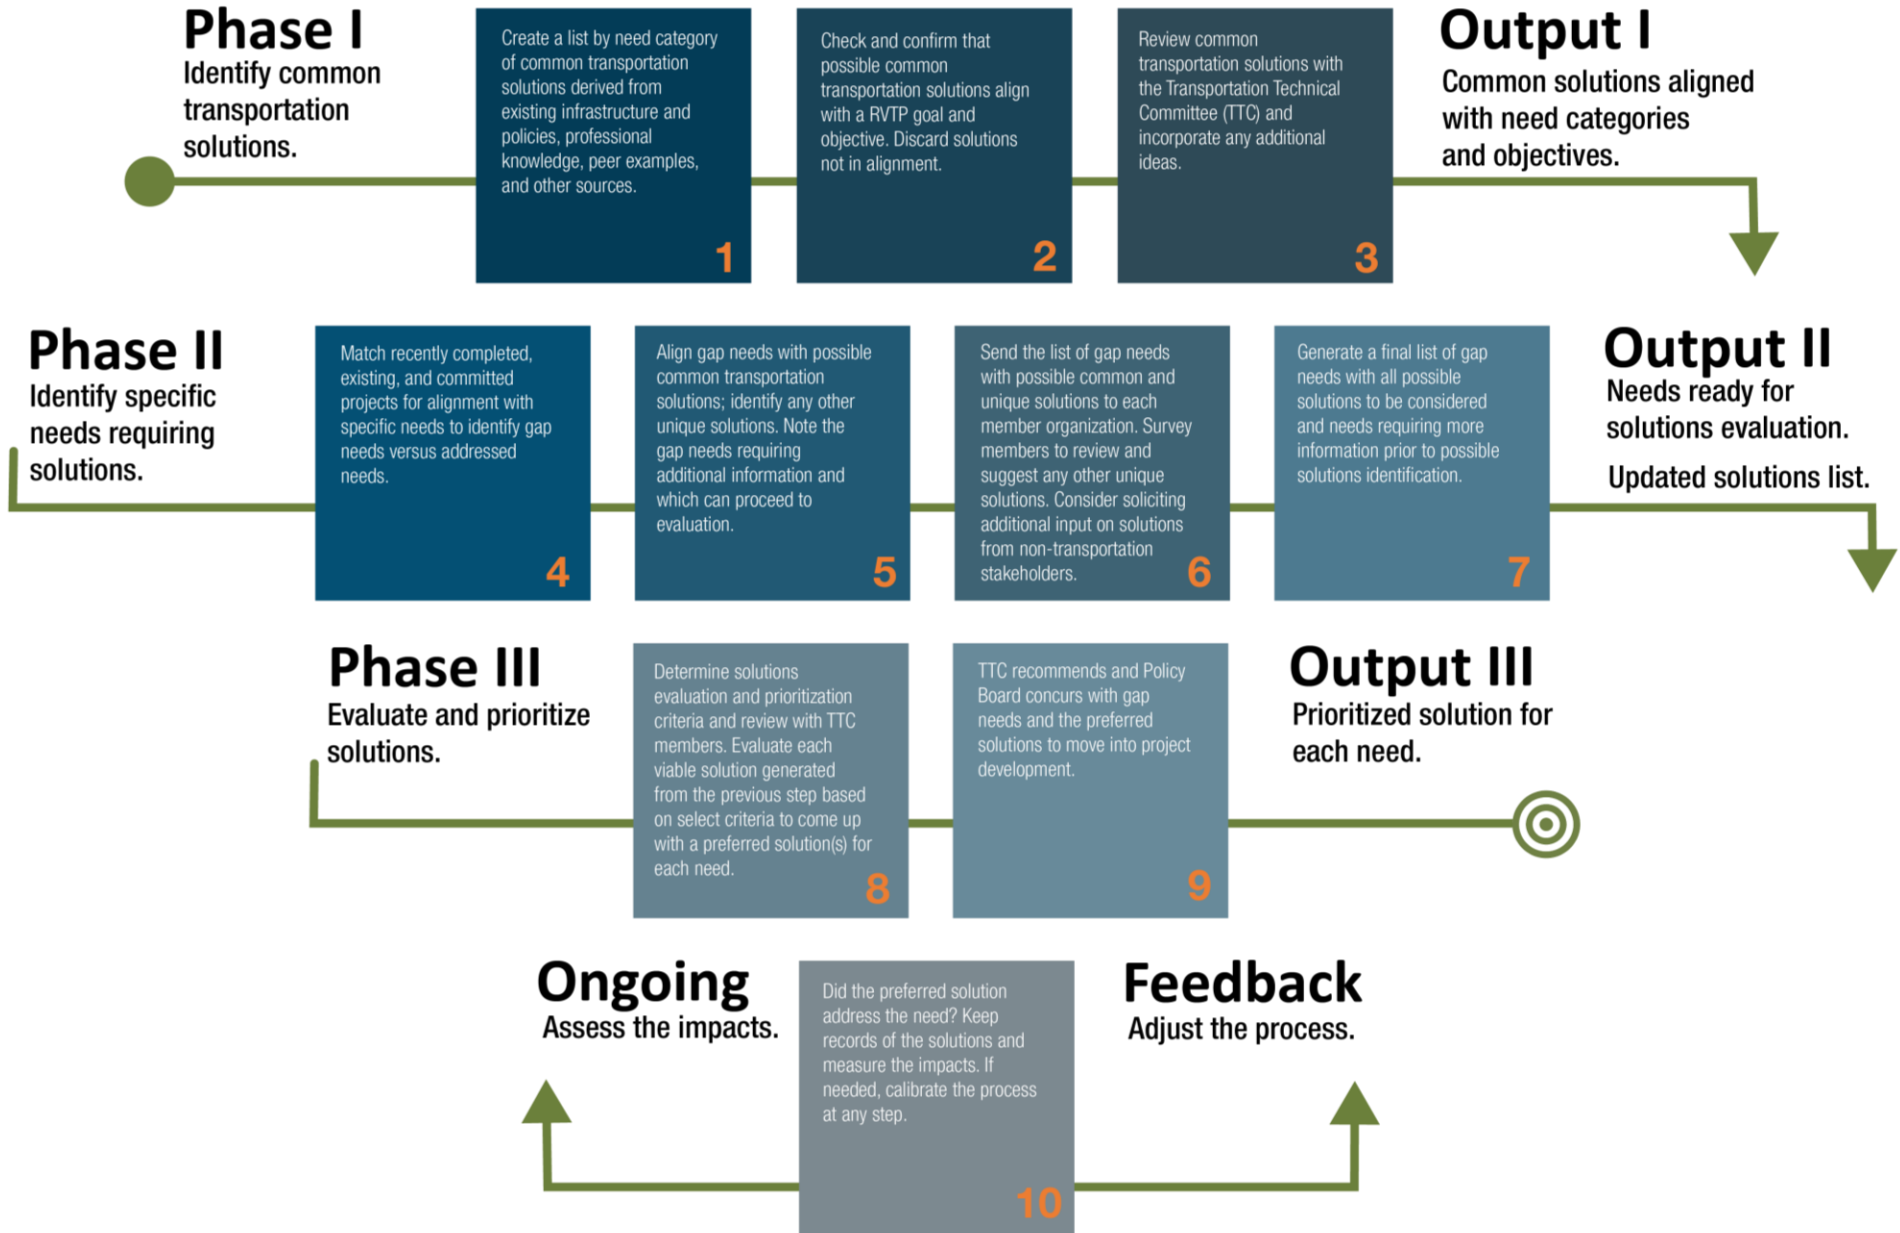 Phase I
Identify common
transportation
solutions.
Create a list by need category
of common transportation
solutions derived from
existing infrastructure and
policies, professional
knowledge, peer examples,
and other sources.
1
Check and confirm that
possible common
transportation solutions align
with a RVTP goal and
objective. Discard solutions
not in alignment.
2
Review common
transportation solutions with
the Transportation Technical
Committee (TTC) and
incorporate any additional
ideas.
3
Output I
Common solutions aligned
with need categories
and objectives.
Phase II
Identify specific
needs requiring
solutions.
Match recently completed,
existing, and committed
projects for alignment with
specific needs to identify gap
needs versus addressed
needs.
4
Align gap needs with possible
common transportation
solutions; identify any other
unique solutions. Note the
gap needs requiring
additional information and
which can proceed to
evaluation.
5
Send the list of gap needs
with possible common and
unique solutions to each
member organization. Survey
members to review and
suggest any other unique
solutions. Consider soliciting
additional input on solutions
from non-transportation
stakeholders.
6
Generate a final list of gap
needs with all possible
solutions to be considered
and needs requiring more
information prior to possible
solutions identification.
7
Output II
Needs ready for
solutions evaluation.
Updated solutions list.
Phase III
Evaluate and prioritize
solutions.
Determine solutions
evaluation and prioritization
criteria and review with TTC
members. Evaluate each
viable solution generated
from the previous step based
on select criteria to come up
with a preferred solution(s) for
each need.
8
TTC recommends and Policy
Board concurs with gap
needs and the preferred
solutions to move into project
development.
9
Output III
Prioritized solution for
each need.
Ongoing
Assess the impacts.
Did the preferred solution
address the need? Keep
records of the solutions and
measure the impacts. If
needed, calibrate the process
at any step.
10
Feedback
Adjust the process.